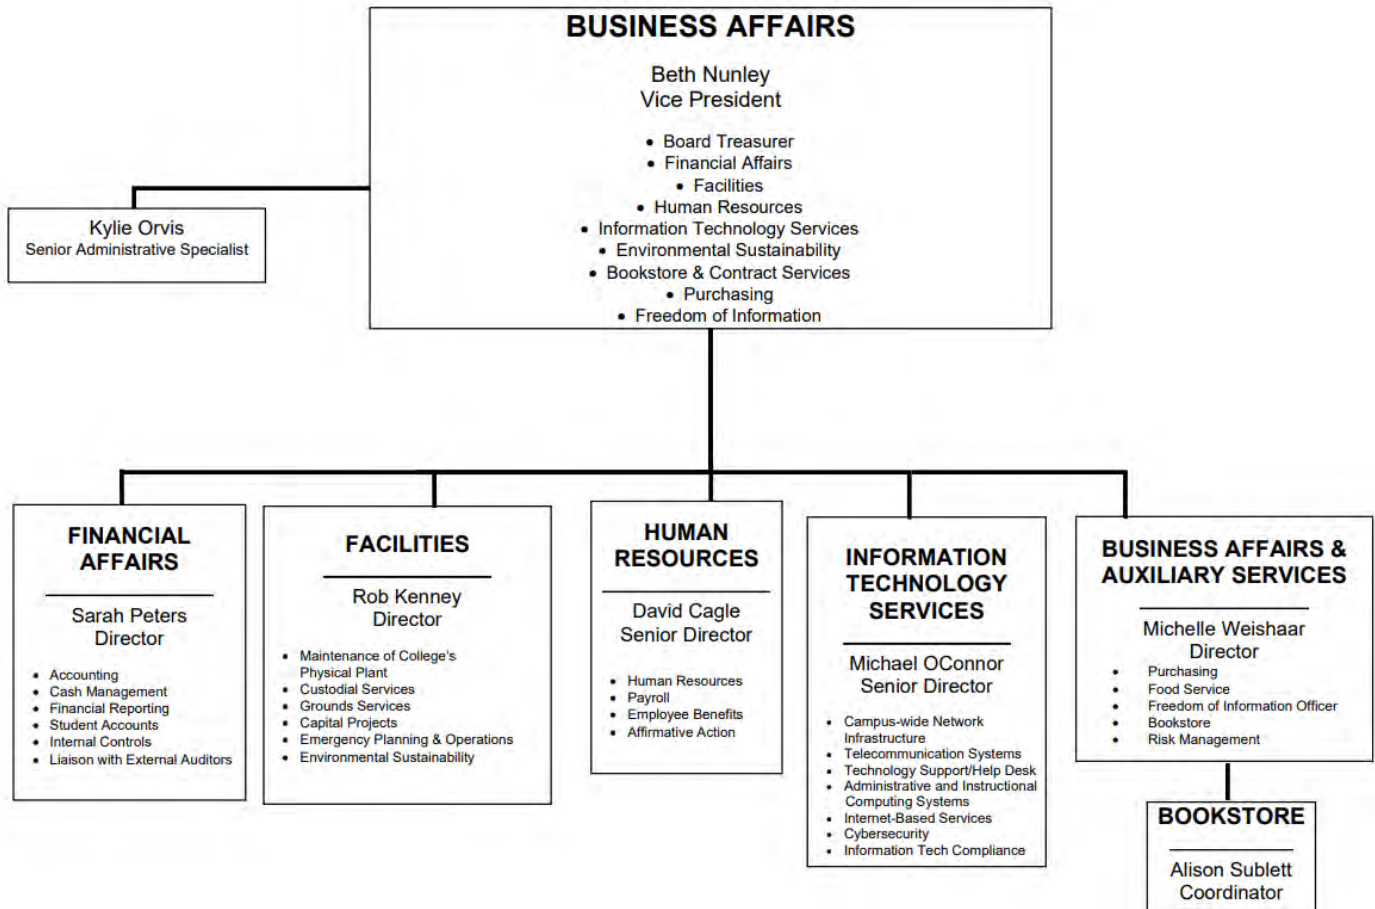 BUSINESS AFFAIRS
Beth Nunley
Vice President
• Board Treasurer
• Financial Affairs
• Facilities
• Human Resources
• Information Technology Services
• Environmental Sustainability
• Bookstore & Contract Services
• Purchasing
• Freedom of Information
Kylie Orvis
Senior Administrative Specialist
FINANCIAL
AFFAIRS
Sarah Peters
Director
• Accounting
• Cash Management
• Financial Reporting
• Student Accounts
• Internal Controls
• Liaison with External Auditors
FACILITIES
Rob Kenney
Director
• Maintenance of College's
Physical Plant
• Custodial Services
• Grounds Services
• Capital Projects
• Emergency Planning & Operations
• Environmental Sustainability
HUMAN
RESOURCES
David Cagle
Senior Director
• Human Resources
• Payroll
• Employee Benefits
• Affirmative Action
INFORMATION
TECHNOLOGY
SERVICES
Michael OConnor
Senior Director
• Campus-wide Network
Infrastructure
• Telecommunication Systems
• Technology Support/Help Desk
• Administrative and Instructional
Computing Systems
• Internet-Based Services
• Cybersecurity
• Information Tech Compliance
BUSINESS AFFAIRS &
AUXILIARY SERVICES
Michelle Weishaar
Director
• Purchasing
• Food Service
• Freedom of Information Officer
• Bookstore
• Risk Management
BOOKSTORE
Alison Sublett
Coordinator